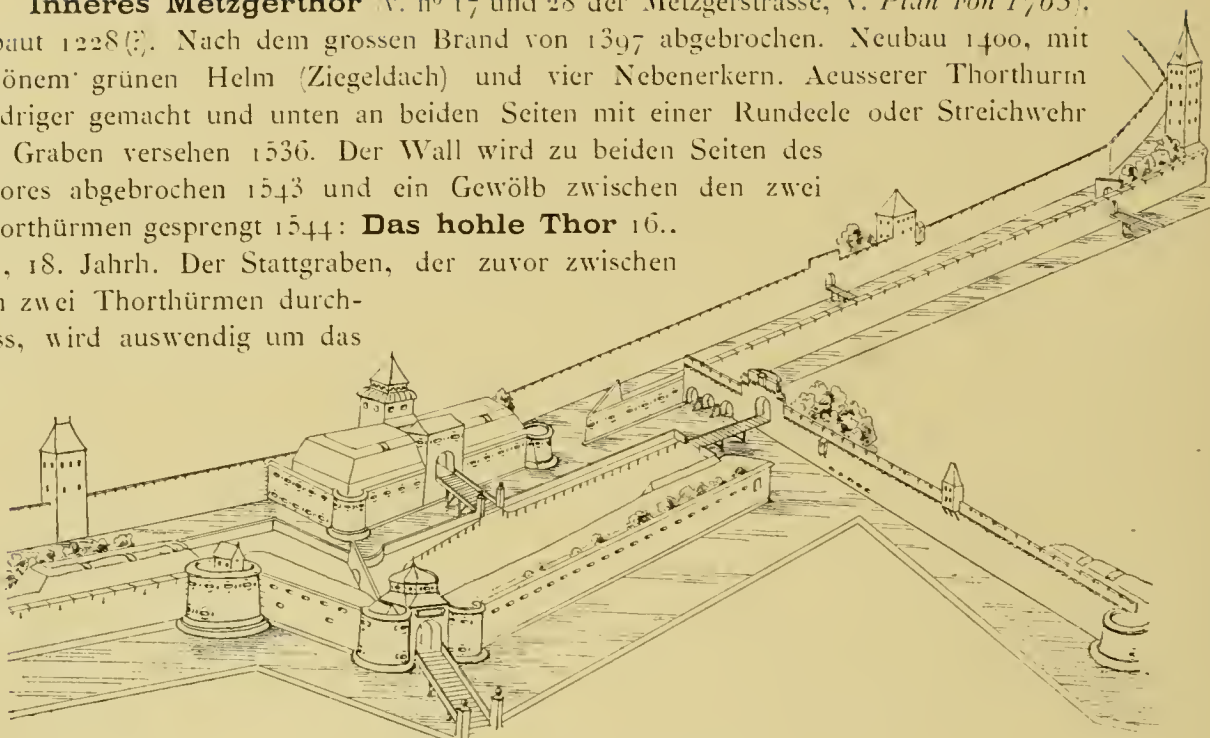 Inneres Metzgerthor (V. nº 17 und 28 der Metzgerstrasse, V. Plan von 1765).
baut 1228(?). Nach dem grossen Brand von 1397 abgebrochen. Neubau 1400, mit
önem grünen Helm (Ziegeldach) und vier Nebenerkern. Aeusserer Thorthurm
driger gemacht und unten an beiden Seiten mit einer Rundeele oder Streichwehr
Graben versehen 1536. Der Wall wird zu beiden Seiten des
ores abgebrochen 1543 und ein Gewölb zwischen den zwei
orthürmen gesprengt 1544: Das hohle Thor 16..
, 18. Jahrh. Der Stattgraben, der zuvor zwischen
n zwei Thorthürmen durch-
ss, wird auswendig um das